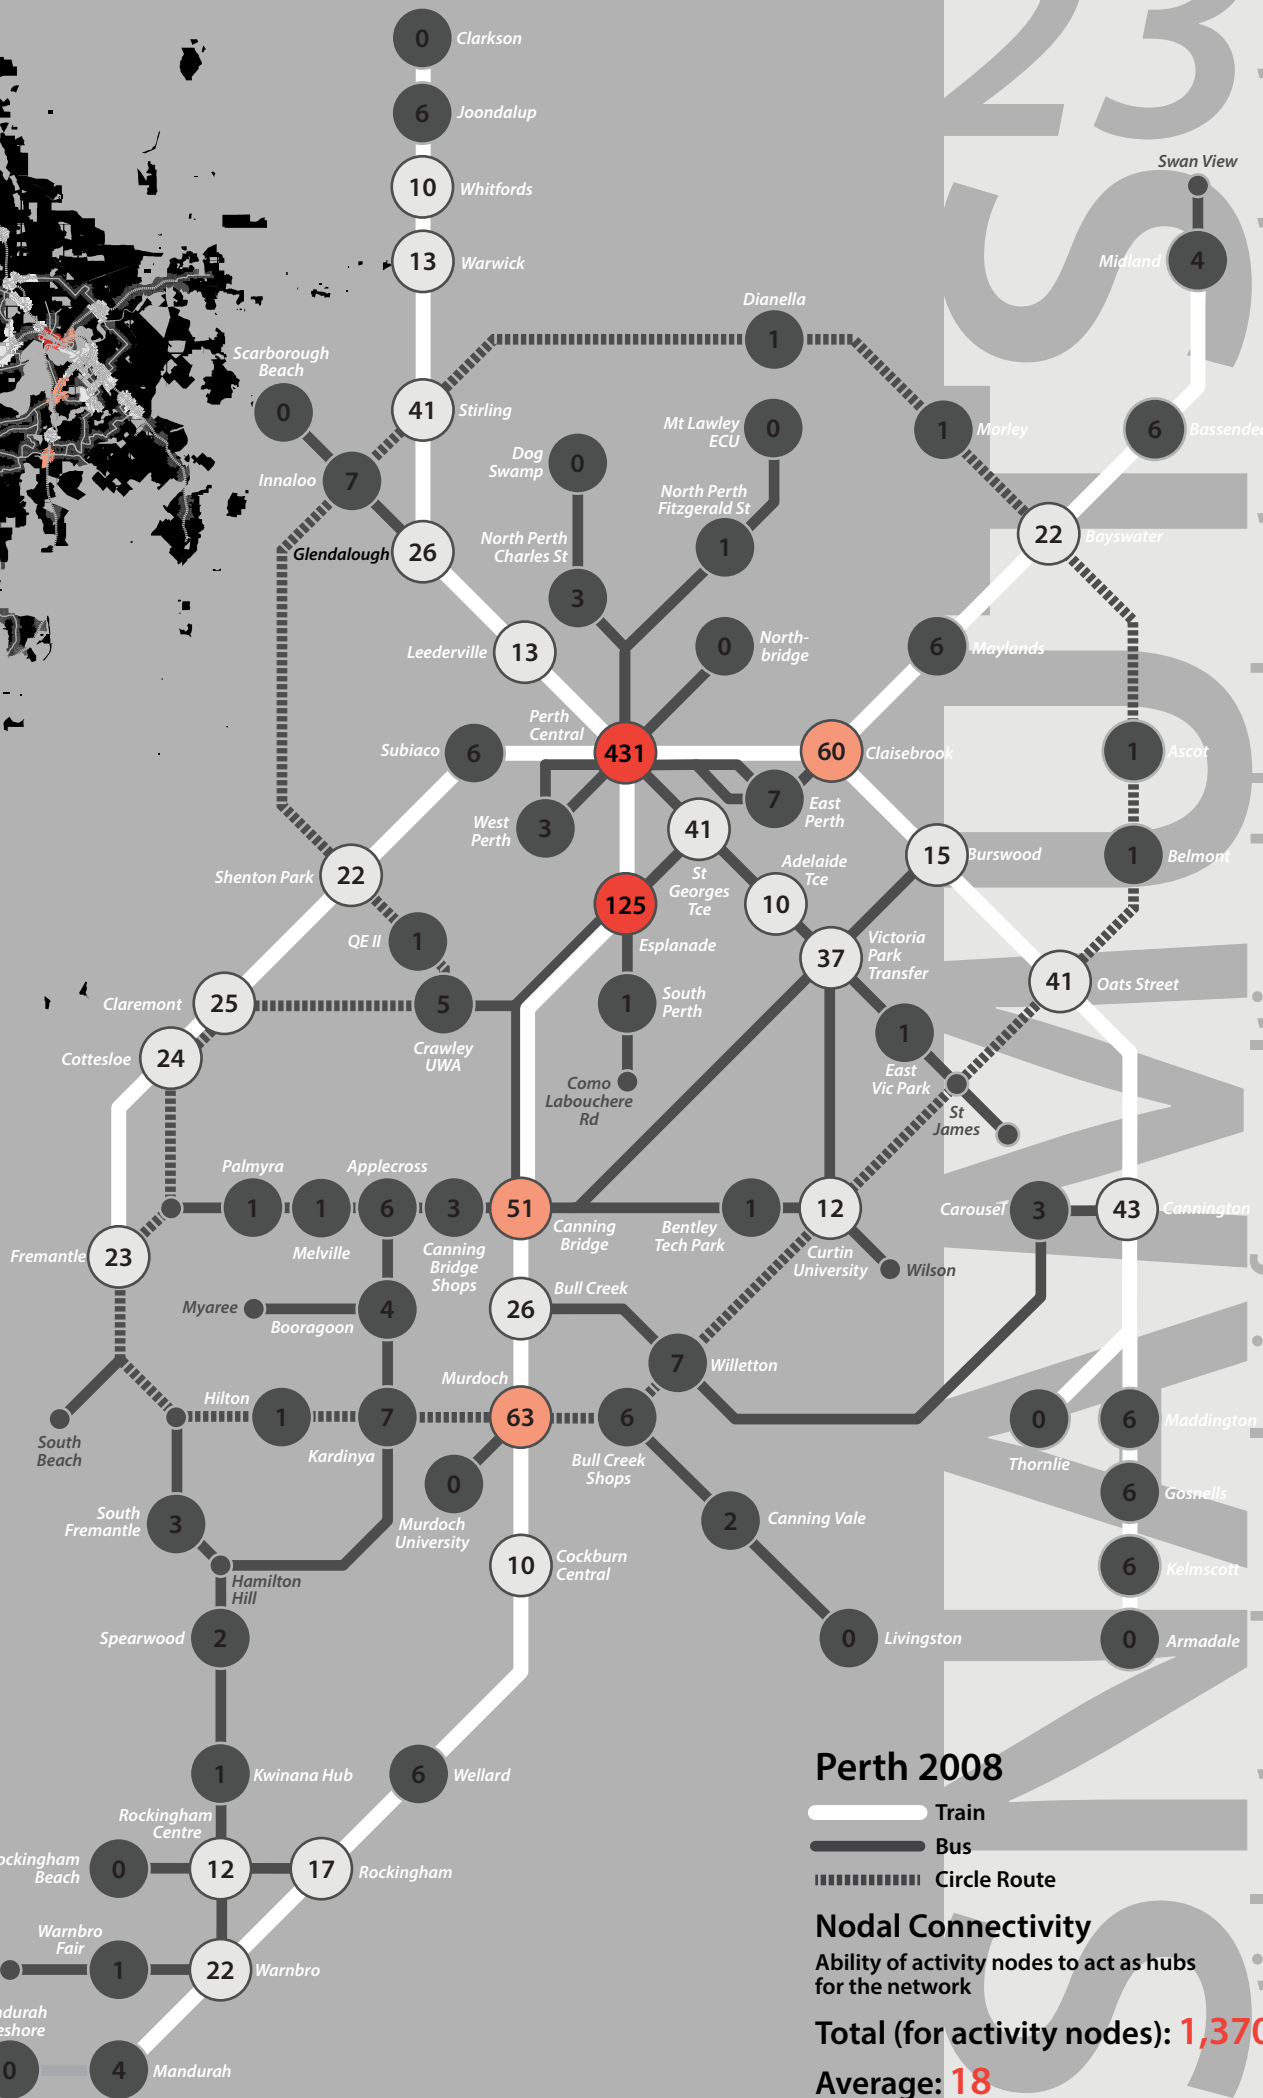 0 Clarkson
6 Joondalup
10 Whitfords
13 Warwick
23
Swan View
Midland 4
Dianella
1
Scarborough
Beach
0
41 Stirling
Mt Lawley
ECU
0
1 Morley
6
Dog
Swamp
0
Innaloo 7
North Perth
Fitzgerald St
1
Glendalough 26
North Perth
Charles St
3
22 Bayswater
Leederville 13
0 North-
bridge
6 Maylands
Perth
Central
431
Subiaco 6
60 Claisebrook
1 Ascot
West
Perth
3
7 East
Perth
41
St
Georges
Tce
Adelaide
Tce
10
15 Burswood
1 Belmont
Shenton Park 22
125
Esplanade
QE II 1
37 Victoria
Park
Transfer
41 Oats Street
Claremont 25
5
Crawley
UWA
1 South
Perth
Cottesloe 24
Como
Labouchere
Rd
1
East
Vic Park
St
James
Palmyra
1
1
Melville
Applecross
6
3
Canning
Bridge
Shops
51
Canning
Bridge
Bentley
Tech Park
1
12
Curtin
University
Wilson
Carousel 3
43 Cannington
Fremantle 23
Myaree
Booragoon
4
26 Bull Creek
7 Willetton
South
Beach
Hilton 1
7
Kardinya
Murdoch
63
6
Bull Creek
Shops
0
Thornlie
6 Maddington
0
Murdoch
University
6 Gosnells
South
Fremantle
3
2 Canning Vale
Hamilton
Hill
10 Cockburn
Central
6 Kelmscott
Spearwood 2
0 Livingston
0 Armadale
1 Kwinana Hub
6 Wellard
Rockingham
Centre
12
0
Beach
17 Rockingham
Warnbro
Fair
1
22 Warnbro
0
4 Mandurah
Perth 2008
Train
Bus
Circle Route
Nodal Connectivity
Ability of activity nodes to act as hubs
for the network
Total (for activity nodes): 1,370
Average: 18